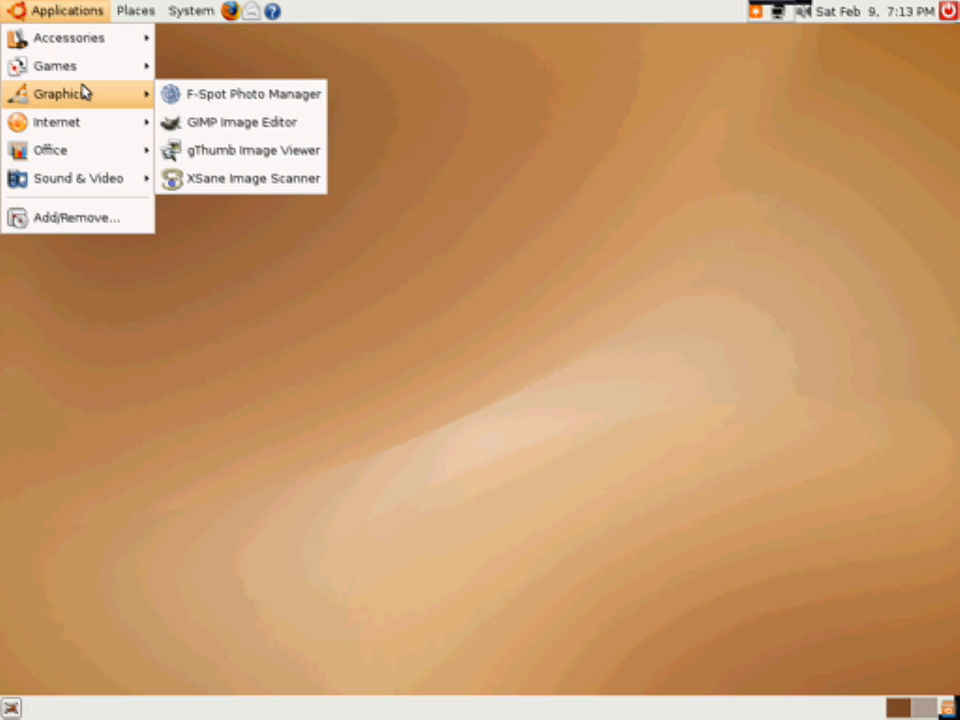 Applications Places System Sat Feb 9, 7:13 PM
Accessories
Games
Graphics
Internet
Office
Sound & Video
Add/Remove...
F-Spot Photo Manager
GIMP Image Editor
gThumb Image Viewer
XSane Image Scanner